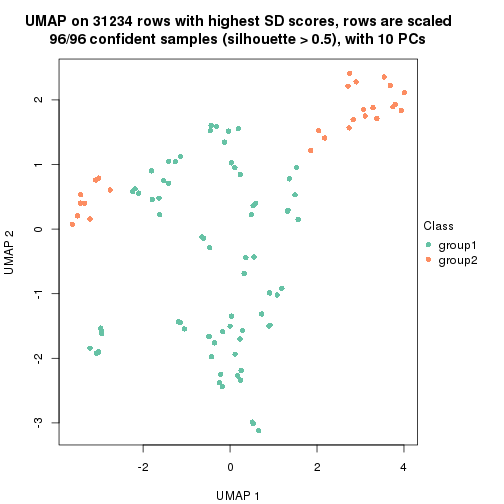 UMAP on 31234 rows with highest SD scores, rows are scaled
96/96 confident samples (silhouette > 0.5), with 10 PCs
2
1
0
-1
-2
-3
UMAP 2
-2
0
2
4
UMAP 1
Class
group1
group2